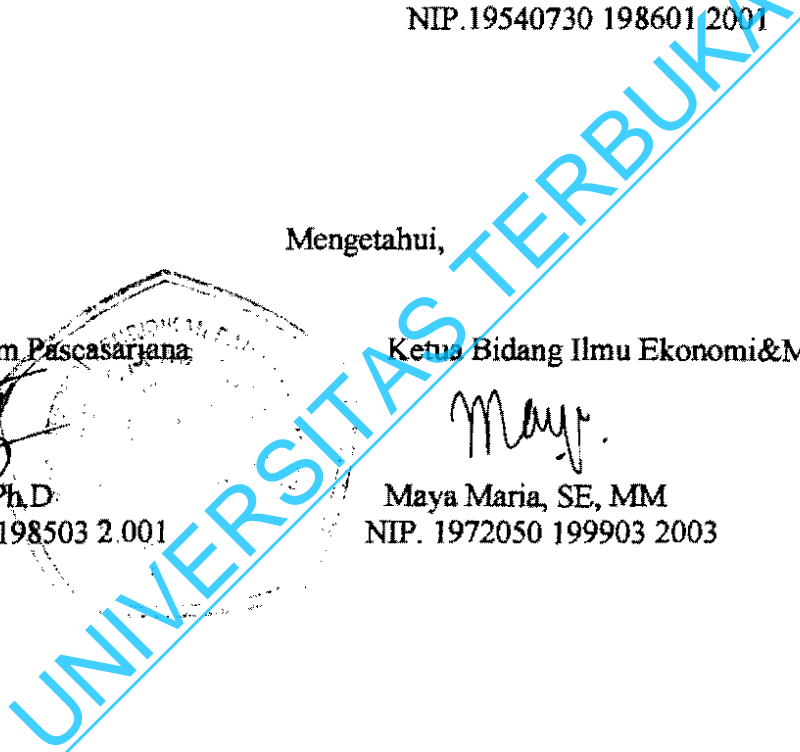 NIP.19540730 198601 2001
Mengetahui,
m Pascasarjana
Ketua Bidang Ilmu Ekonomi&M
Maya.
Ph.D
Maya Maria, SE, MM
198503 2.001
NIP. 1972050 199903 2003
UNIVERSITAS TERBUKA